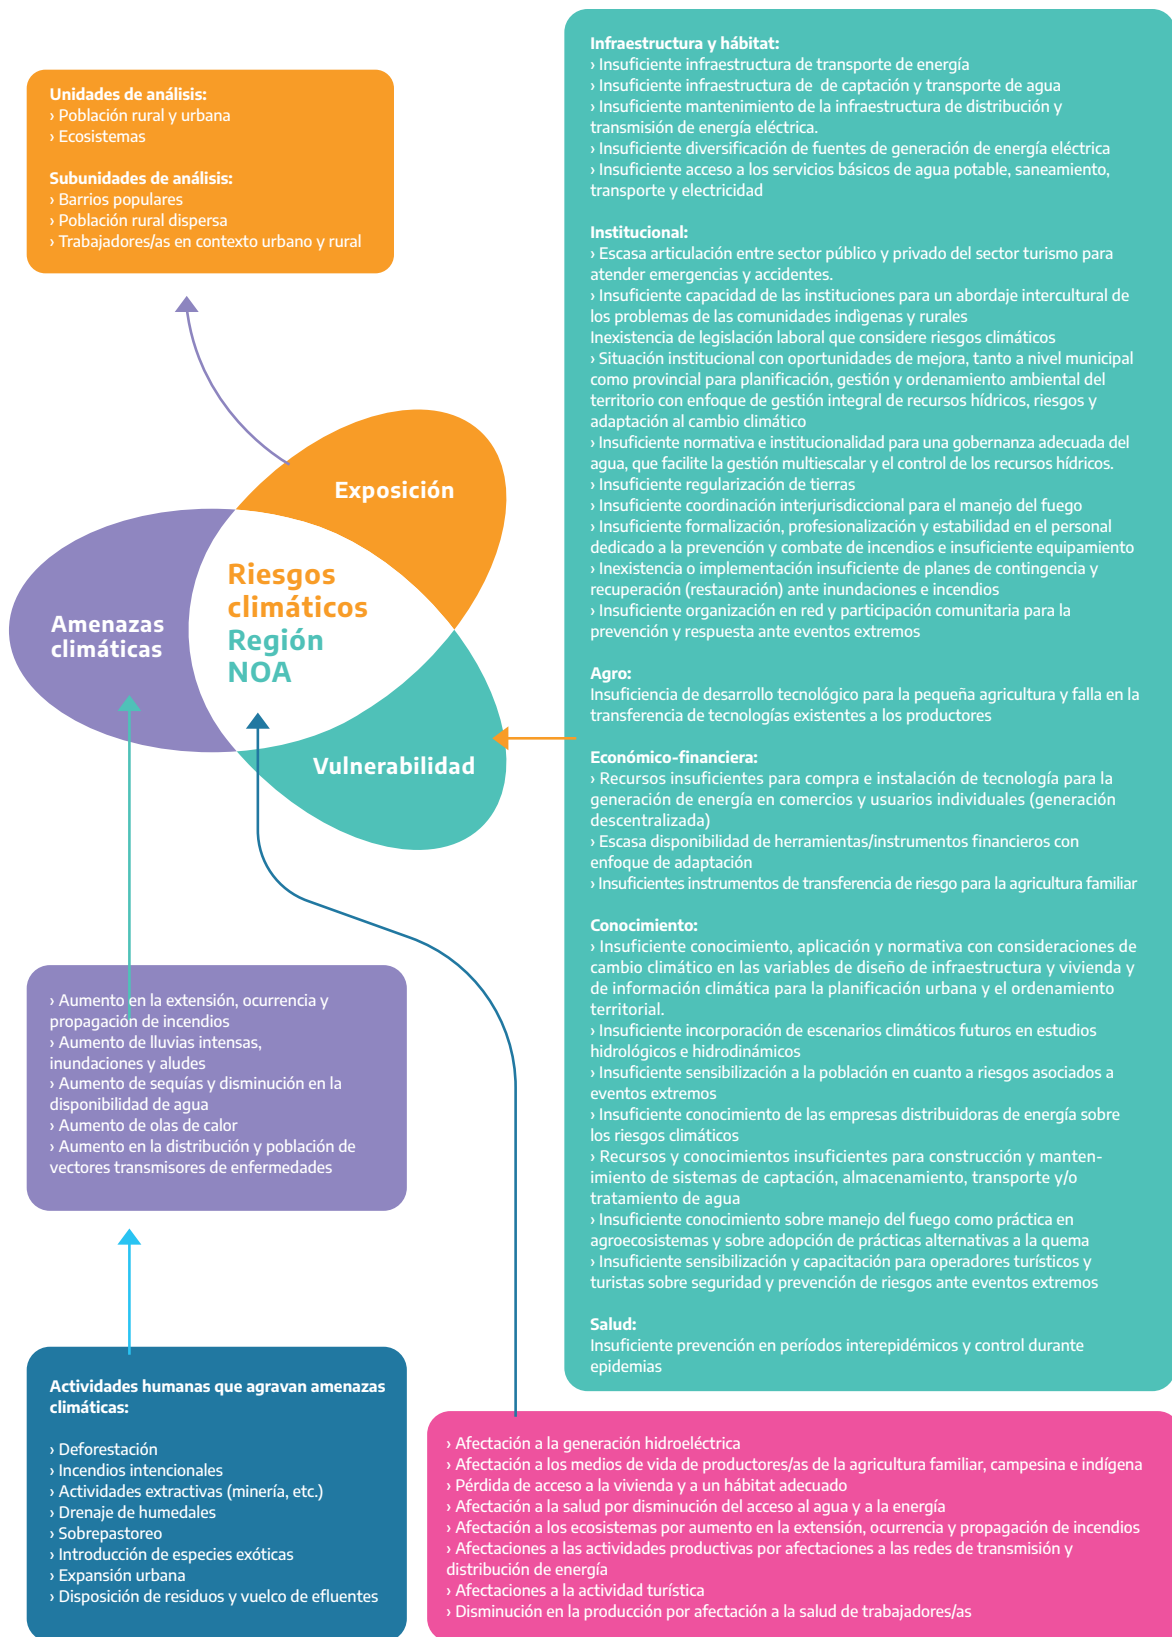 Unidades de análisis:
› Población rural y urbana
› Ecosistemas
Subunidades de análisis:
› Barrios populares
› Población rural dispersa
› Trabajadores/as en contexto urbano y rural
Exposición
Amenazas
climáticas
Riesgos
climáticos
Región
NOA
Vulnerabilidad
› Aumento en la extensión, ocurrencia y
propagación de incendios
› Aumento de lluvias intensas,
inundaciones y aludes
› Aumento de sequías y disminución en la
disponibilidad de agua
› Aumento de olas de calor
› Aumento en la distribución y población de
vectores transmisores de enfermedades
Actividades humanas que agravan amenazas
climáticas:
› Deforestación
› Incendios intencionales
› Actividades extractivas (minería, etc.)
› Drenaje de humedales
› Sobrepastoreo
› Introducción de especies exóticas
› Expansión urbana
› Disposición de residuos y vuelco de efluentes
Infraestructura y hábitat:
› Insuficiente infraestructura de transporte de energía
› Insuficiente infraestructura de  de captación y transporte de agua
› Insuficiente mantenimiento de la infraestructura de distribución y
transmisión de energía eléctrica.
› Insuficiente diversificación de fuentes de generación de energía eléctrica
› Insuficiente acceso a los servicios básicos de agua potable, saneamiento,
transporte y electricidad
Institucional:
› Escasa articulación entre sector público y privado del sector turismo para
atender emergencias y accidentes.
› Insuficiente capacidad de las instituciones para un abordaje intercultural de
los problemas de las comunidades indìgenas y rurales
Inexistencia de legislación laboral que considere riesgos climáticos
› Situación institucional con oportunidades de mejora, tanto a nivel municipal
como provincial para planificación, gestión y ordenamiento ambiental del
territorio con enfoque de gestión integral de recursos hídricos, riesgos y
adaptación al cambio climático
› Insuficiente normativa e institucionalidad para una gobernanza adecuada del
agua, que facilite la gestión multiescalar y el control de los recursos hídricos.
› Insuficiente regularización de tierras
› Insuficiente coordinación interjurisdiccional para el manejo del fuego
› Insuficiente formalización, profesionalización y estabilidad en el personal
dedicado a la prevención y combate de incendios e insuficiente equipamiento
› Inexistencia o implementación insuficiente de planes de contingencia y
recuperación (restauración) ante inundaciones e incendios
› Insuficiente organización en red y participación comunitaria para la
prevención y respuesta ante eventos extremos
Agro:
Insuficiencia de desarrollo tecnológico para la pequeña agricultura y falla en la
transferencia de tecnologías existentes a los productores
Económico-financiera:
› Recursos insuficientes para compra e instalación de tecnología para la
generación de energía en comercios y usuarios individuales (generación
descentralizada)
› Escasa disponibilidad de herramientas/instrumentos financieros con
enfoque de adaptación
› Insuficientes instrumentos de transferencia de riesgo para la agricultura familiar
Conocimiento:
› Insuficiente conocimiento, aplicación y normativa con consideraciones de
cambio climático en las variables de diseño de infraestructura y vivienda y
de información climática para la planificación urbana y el ordenamiento
territorial.
› Insuficiente incorporación de escenarios climáticos futuros en estudios
hidrológicos e hidrodinámicos
› Insuficiente sensibilización a la población en cuanto a riesgos asociados a
eventos extremos
› Insuficiente conocimiento de las empresas distribuidoras de energía sobre
los riesgos climáticos
› Recursos y conocimientos insuficientes para construcción y manten-
imiento de sistemas de captación, almacenamiento, transporte y/o
tratamiento de agua
› Insuficiente conocimiento sobre manejo del fuego como práctica en
agroecosistemas y sobre adopción de prácticas alternativas a la quema
› Insuficiente sensibilización y capacitación para operadores turísticos y
turistas sobre seguridad y prevención de riesgos ante eventos extremos
Salud:
Insuficiente prevención en períodos interepidémicos y control durante
epidemias
› Afectación a la generación hidroeléctrica
› Afectación a los medios de vida de productores/as de la agricultura familiar, campesina e indígena
› Pérdida de acceso a la vivienda y a un hábitat adecuado
› Afectación a la salud por disminución del acceso al agua y a la energía
› Afectación a los ecosistemas por aumento en la extensión, ocurrencia y propagación de incendios
› Afectaciones a las actividades productivas por afectaciones a las redes de transmisión y
distribución de energía
› Afectaciones a la actividad turística
› Disminución en la producción por afectación a la salud de trabajadores/as